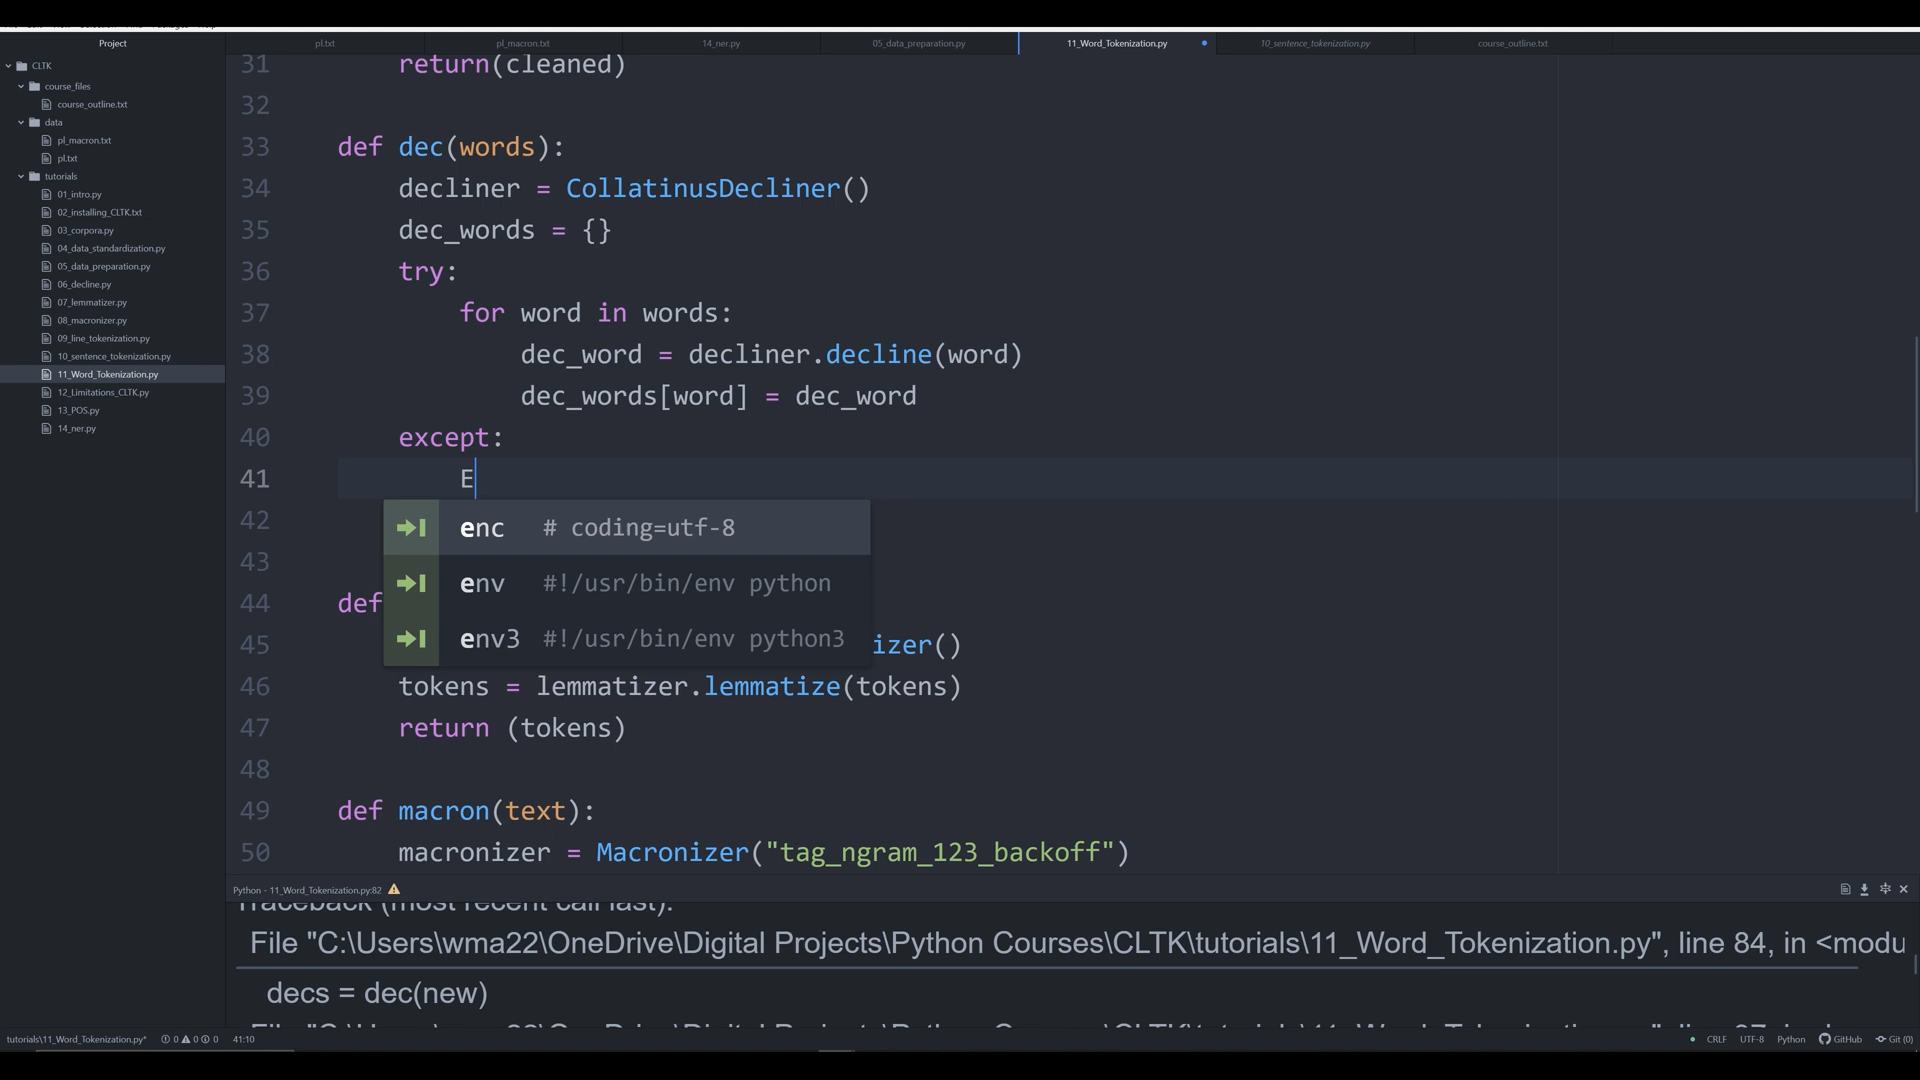 Project
pl.txt
pl_macron.txt
14_ner.py
05_data_preparation.py
11_Word_Tokenization.py
10_sentence_tokenization.py
course_outline.txt
CLTK
course_files
course_outline.txt
data
pl_macron.txt
pl.txt
tutorials
01_intro.py
02_installing_CLTK.txt
03_corpora.py
04_data_standardization.py
05_data_preparation.py
06_decline.py
07_lemmatizer.py
08_macronizer.py
09_line_tokenization.py
10_sentence_tokenization.py
11_Word_Tokenization.py
12_Limitations_CLTK.py
13_POS.py
14_ner.py
31 return(cleaned)
32
33 def dec(words):
34 decliner = CollatinusDecliner()
35 dec_words = {}
36 try:
37 for word in words:
38 dec_word = decliner.decline(word)
39 dec_words[word] = dec_word
40 except:
41 E
42
43
44 def
45 izer()
46 tokens = lemmatizer.lemmatize(tokens)
47 return (tokens)
48
49 def macron(text):
50 macronizer = Macronizer("tag_ngram_123_backoff")
enc # coding=utf-8
env #!/usr/bin/env python
env3 #!/usr/bin/env python3
Python - 11_Word_Tokenization.py:82
Traceback (most recent call last):
File "C:\Users\wma22\OneDrive\Digital Projects\Python Courses\CLTK\tutorials\11_Word_Tokenization.py", line 84, in <modu
decs = dec(new)
tutorials\11_Word_Tokenization.py* 0 0 0 41:10
CRLF UTF-8 Python GitHub Git (0)